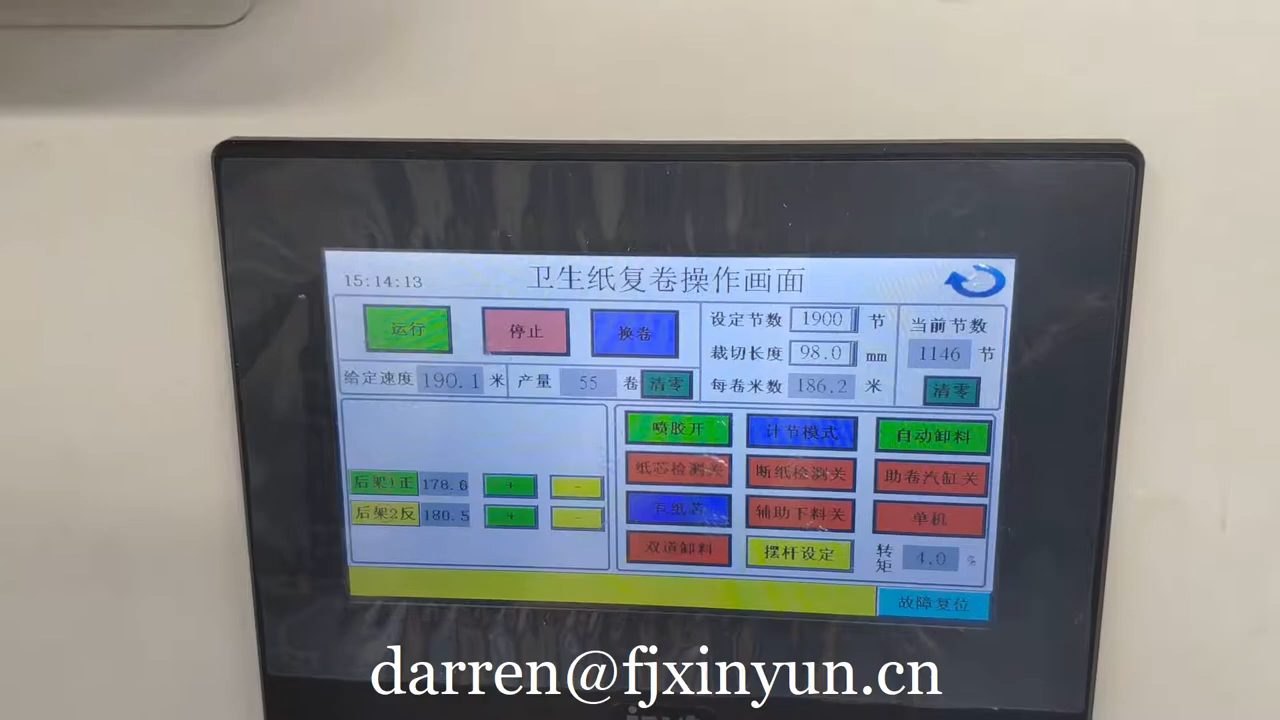 15:14:13 卫生纸复卷操作画面
运行 停止 换卷
设定节数 1900 节
当前节数
裁切长度 98.0 mm
1146 节
给定速度 190.1 米 产量 55 卷 清零
每卷米数 186.2 米
清零
喷胶开 计节模式 自动卸料
纸芯检测关 断纸检测关 助卷汽缸关
后架1正 178.6 + -
有纸芯 辅助下料关 单机
后架2反 180.5 + -
双道卸料 摆杆设定 转矩 4.0 %
故障复位
darren@fjxinyun.cn